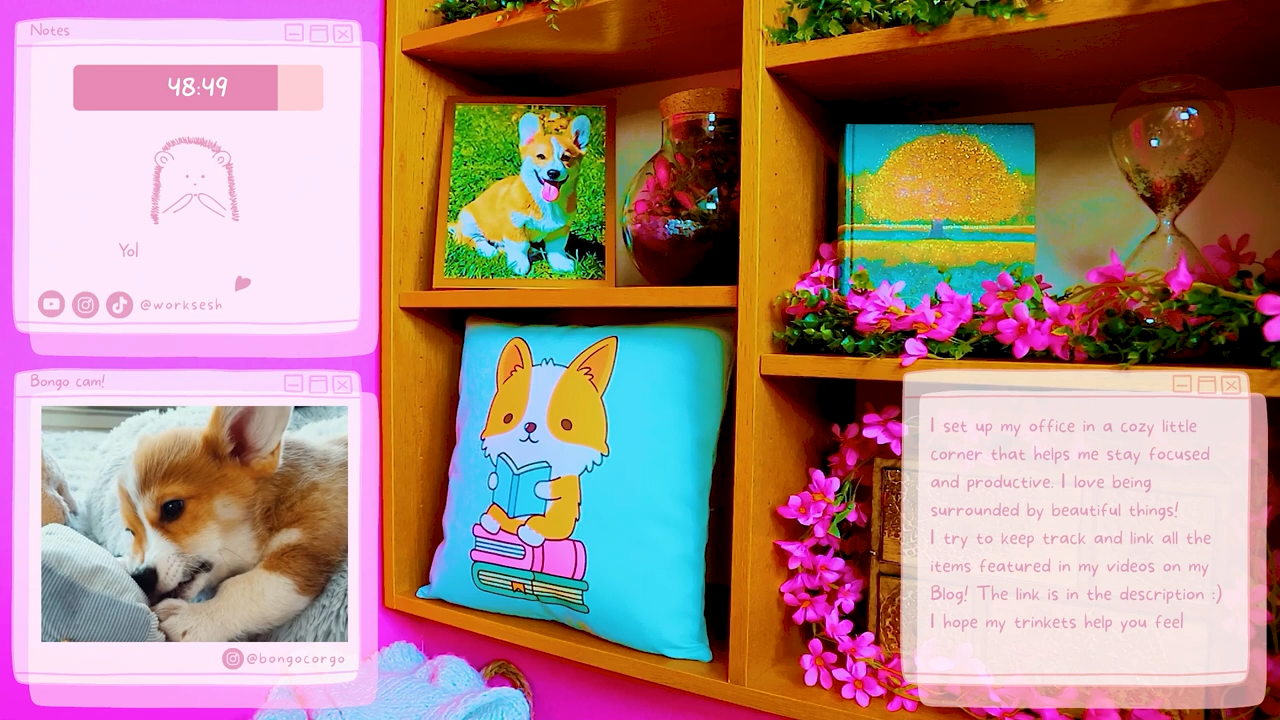 Notes
48:49
Yol
@worksesh
Bongo cam!
@bongocorgo
I set up my office in a cozy little
corner that helps me stay focused
and productive. I love being
surrounded by beautiful things!
I try to keep track and link all the
items featured in my videos on my
Blog! The link is in the description :)
I hope my trinkets help you feel